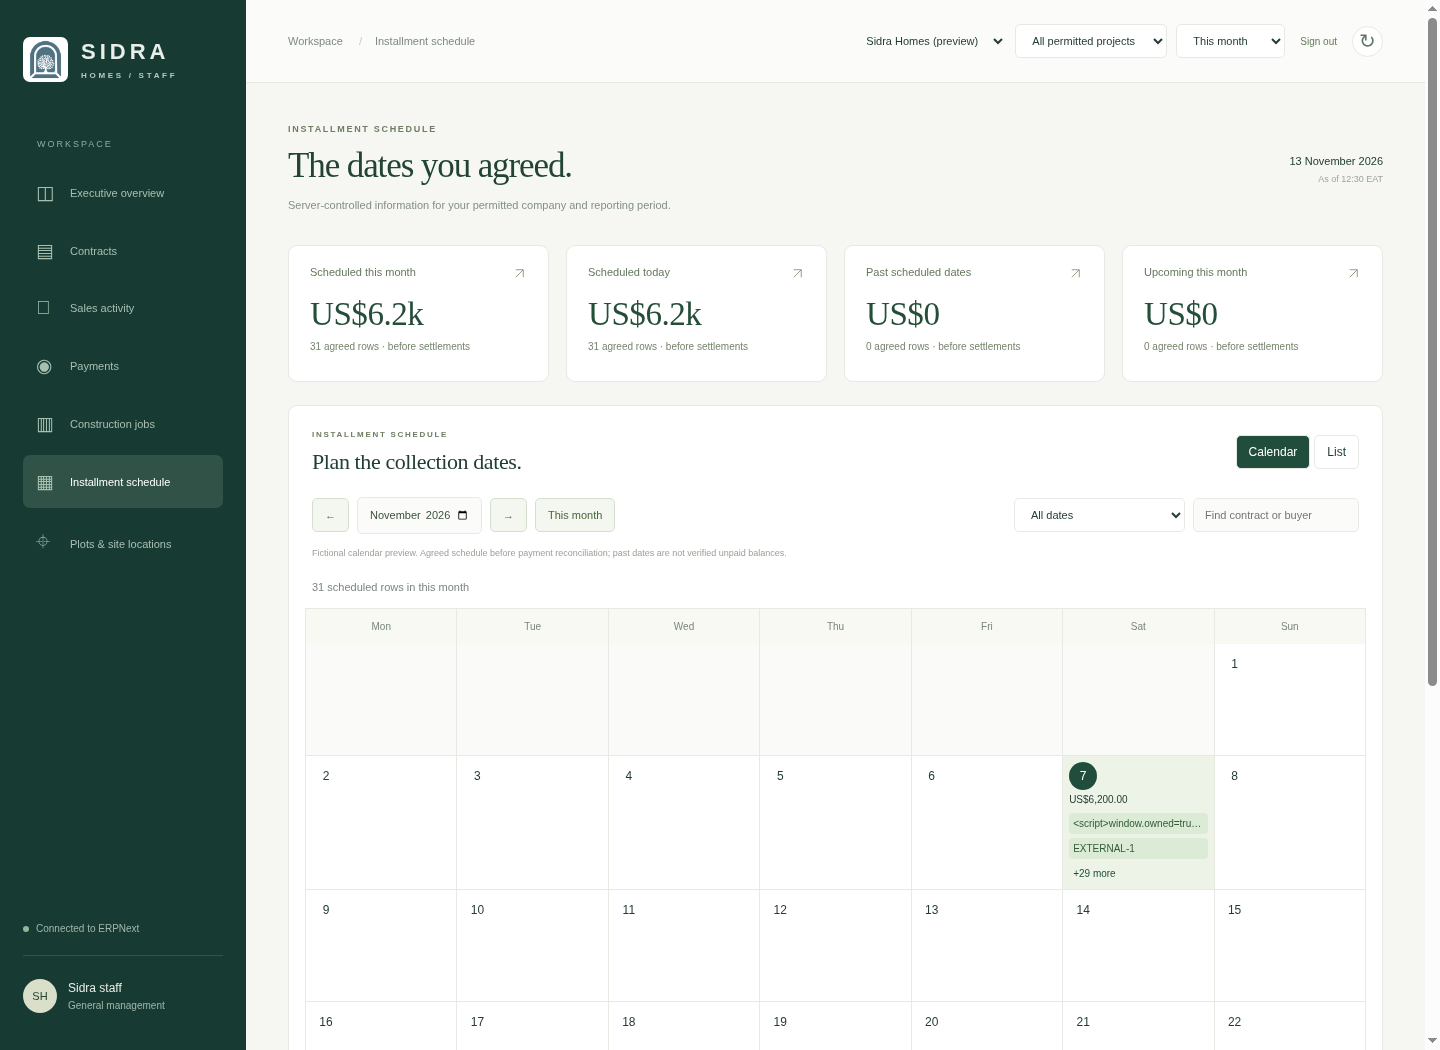 SIDRA
HOMES / STAFF
WORKSPACE
Executive overview
Contracts
Sales activity
Payments
Construction jobs
Installment schedule
Plots & site locations
Connected to ERPNext
SH
Sidra staff
General management
Workspace / Installment schedule
Sidra Homes (preview)
All permitted projects
This month
Sign out
INSTALLMENT SCHEDULE
The dates you agreed.
Server-controlled information for your permitted company and reporting period.
13 November 2026
As of 12:30 EAT
Scheduled this month
US$6.2k
31 agreed rows · before settlements
Scheduled today
US$6.2k
31 agreed rows · before settlements
Past scheduled dates
US$0
0 agreed rows · before settlements
Upcoming this month
US$0
0 agreed rows · before settlements
INSTALLMENT SCHEDULE
Plan the collection dates.
Calendar
List
←
November 2026
→
This month
All dates
Find contract or buyer
Fictional calendar preview. Agreed schedule before payment reconciliation; past dates are not verified unpaid balances.
31 scheduled rows in this month
Mon Tue Wed Thu Fri Sat Sun
1
2 3 4 5 6 7 8
US$6,200.00
<script>window.owned=tru…
EXTERNAL-1
+29 more
9 10 11 12 13 14 15
16 17 18 19 20 21 22